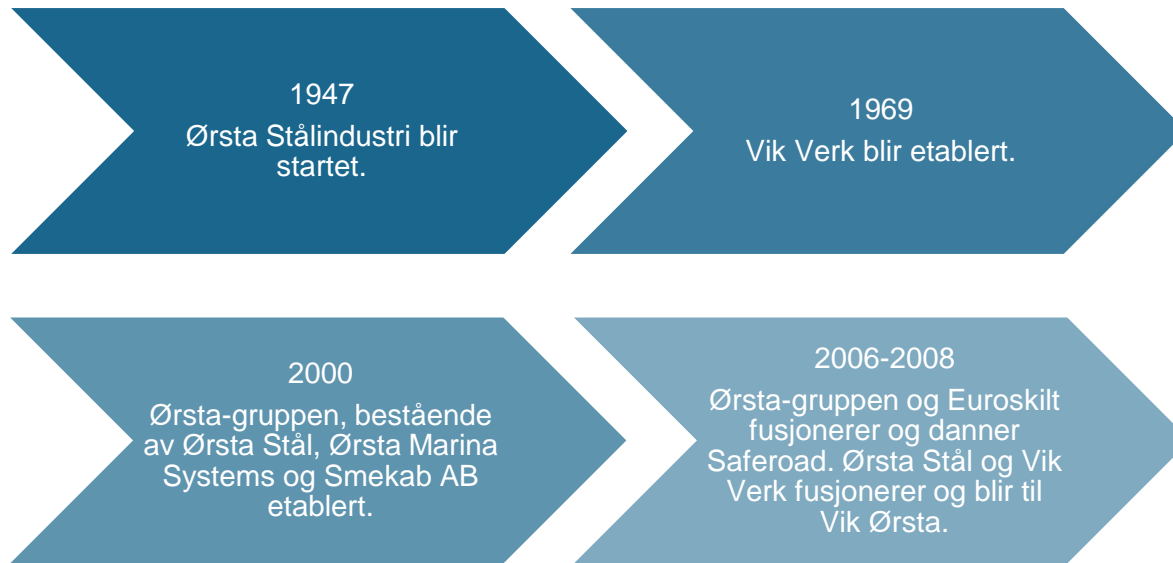 1947
Ørsta Stålindustri blir
startet.
1969
Vik Verk blir etablert.
2000
Ørsta-gruppen, bestående
av Ørsta Stål, Ørsta Marina
Systems og Smekab AB
etablert.
2006-2008
Ørsta-gruppen og Euroskilt
fusjonerer og danner
Saferoad. Ørsta Stål og Vik
Verk fusjonerer og blir til
Vik Ørsta.